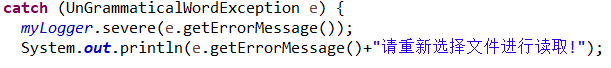 catch (UnGrammaticalWordException e) {
myLogger.severe(e.getErrorMessage());
System.out.println(e.getErrorMessage()+"请重新选择文件进行读取!");